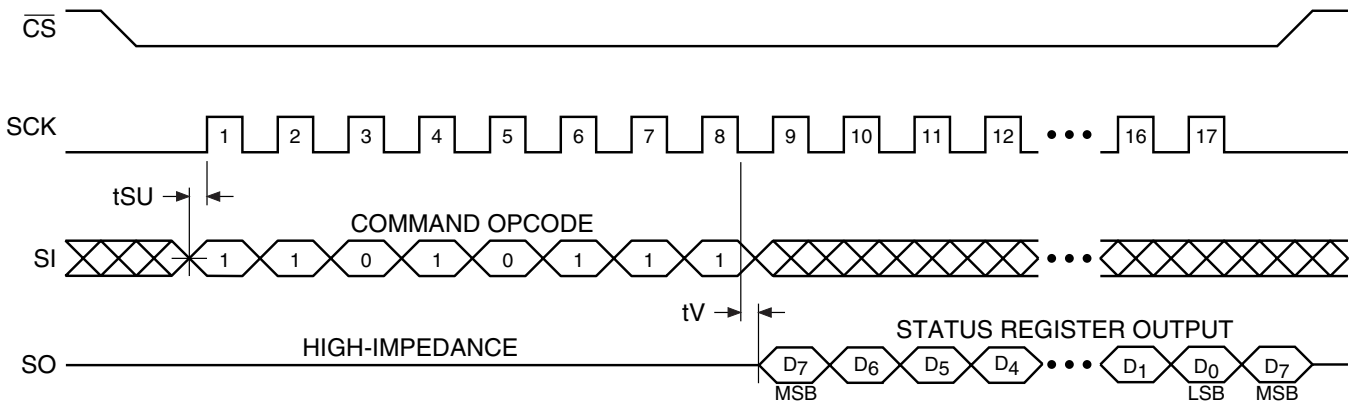 CS
SCK
1 2 3 4 5 6 7 8 9 10 11 12 ••• 16 17
tSU
COMMAND OPCODE
SI
1 1 0 1 0 1 1 1 •••
tV
STATUS REGISTER OUTPUT
HIGH-IMPEDANCE
SO
D7 D6 D5 D4 ••• D1 D0 D7
MSB LSB MSB